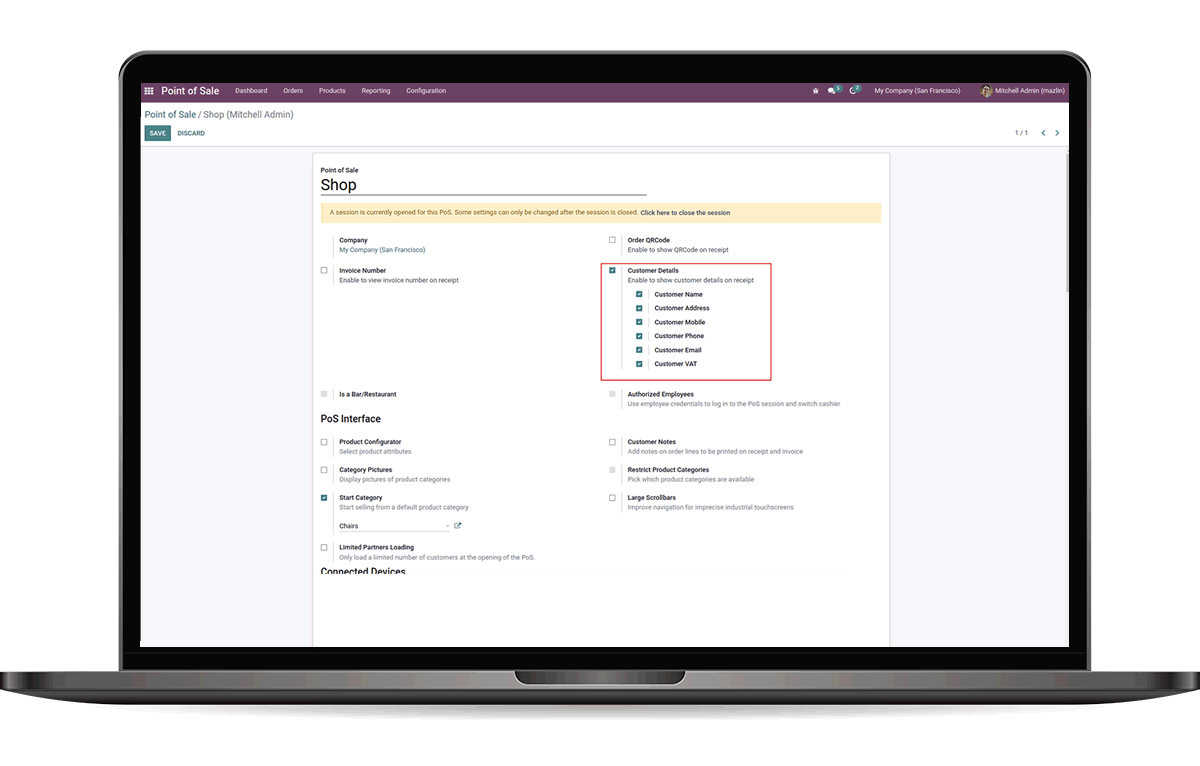 Point of Sale Dashboard Orders Products Reporting Configuration 5 2 My Company (San Francisco) Mitchell Admin (mazlin)
Point of Sale / Shop (Mitchell Admin)
SAVE DISCARD 1 / 1
Point of Sale
Shop
A session is currently opened for this PoS. Some settings can only be changed after the session is closed. Click here to close the session
Company
My Company (San Francisco)
Order QRCode
Enable to show QRCode on receipt
Invoice Number
Enable to view invoice number on receipt
Customer Details
Enable to show customer details on receipt
Customer Name
Customer Address
Customer Mobile
Customer Phone
Customer Email
Customer VAT
Is a Bar/Restaurant
Authorized Employees
Use employee credentials to log in to the PoS session and switch cashier
PoS Interface
Product Configurator
Select product attributes
Customer Notes
Add notes on order lines to be printed on receipt and invoice
Category Pictures
Display pictures of product categories
Restrict Product Categories
Pick which product categories are available
Start Category
Start selling from a default product category
Chairs
Large Scrollbars
Improve navigation for imprecise industrial touchscreens
Limited Partners Loading
Only load a limited number of customers at the opening of the PoS.
Connected Devices